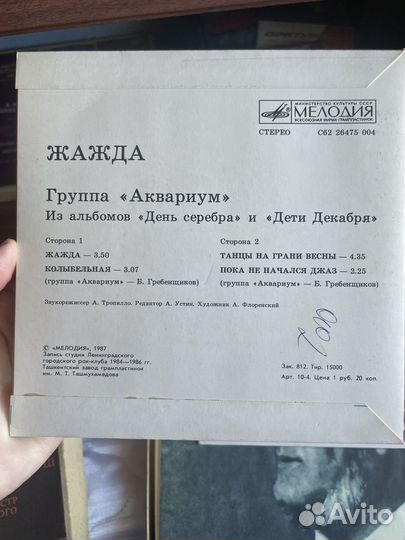 МИНИСТЕРСТВО КУЛЬТУРЫ СССР
МЕЛОДИЯ
ВСЕСОЮЗНАЯ ФИРМА ГРАМПЛАСТИНОК
СТЕРЕО С62 26475 004
ЖАЖДА
Группа «Аквариум»
Из альбомов «День серебра» и «Дети Декабря»
Сторона 1
ЖАЖДА — 3.50
КОЛЫБЕЛЬНАЯ — 3.07
(группа «Аквариум» — Б. Гребенщиков)
Сторона 2
ТАНЦЫ НА ГРАНИ ВЕСНЫ — 4.35
ПОКА НЕ НАЧАЛСЯ ДЖАЗ — 2.25
(группа «Аквариум» — Б. Гребенщиков)
Звукорежиссер А. Тропилло. Редактор А. Устин. Художник А. Флоренский
© «МЕЛОДИЯ», 1987
Запись студии Ленинградского
городского рок-клуба 1984—1986 гг.
Ташкентский завод грампластинок
им. М. Т. Ташмухамедова
Зак. 812. Тир. 15000
Арт. 10-4. Цена 1 руб. 20 коп.
Avito